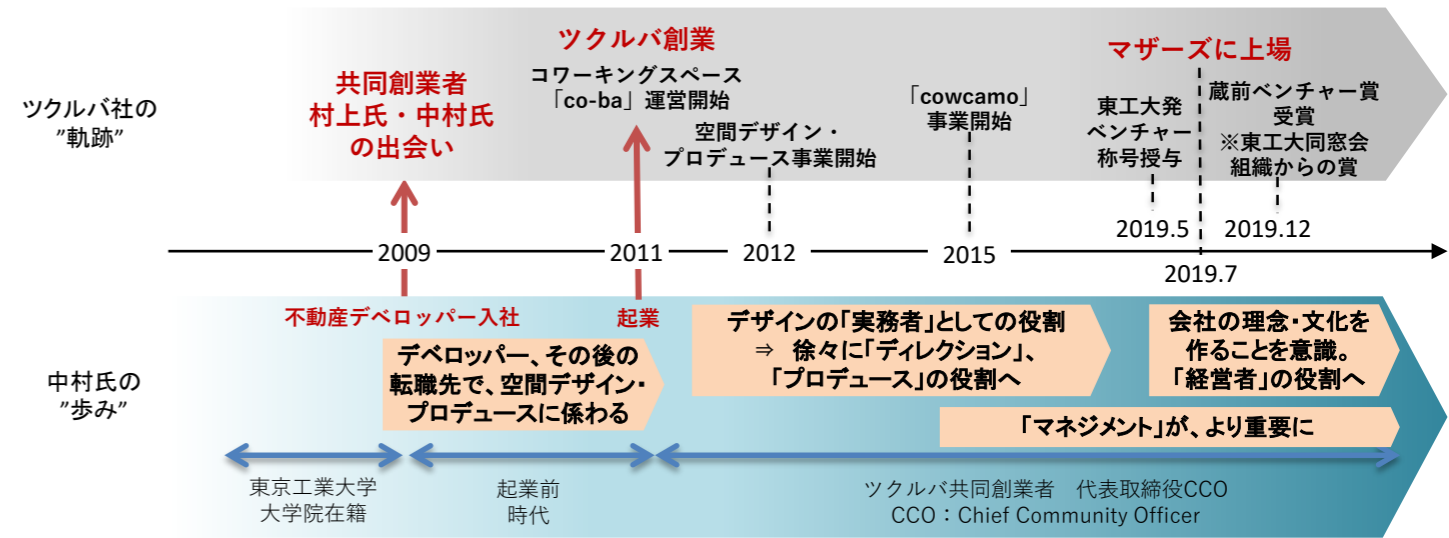 ツクルバ社の
”軌跡”
共同創業者
村上氏・中村氏
の出会い
ツクルバ創業
コワーキングスペース
「co-ba」運営開始
空間デザイン・
プロデュース事業開始
「cowcamo」
事業開始
マザーズに上場
東工大発
ベンチャー
称号授与
蔵前ベンチャー賞
受賞
※東工大同窓会
組織からの賞
2009
2011
2012
2015
2019.5
2019.12
2019.7
中村氏の
”歩み”
不動産デベロッパー入社
起業
デベロッパー、その後の
転職先で、空間デザイン・
プロデュースに係わる
デザインの「実務者」としての役割
⇒ 徐々に「ディレクション」、
「プロデュース」の役割へ
会社の理念・文化を
作ることを意識。
「経営者」の役割へ
「マネジメント」が、より重要に
東京工業大学
大学院在籍
起業前
時代
ツクルバ共同創業者 代表取締役CCO
CCO：Chief Community Officer